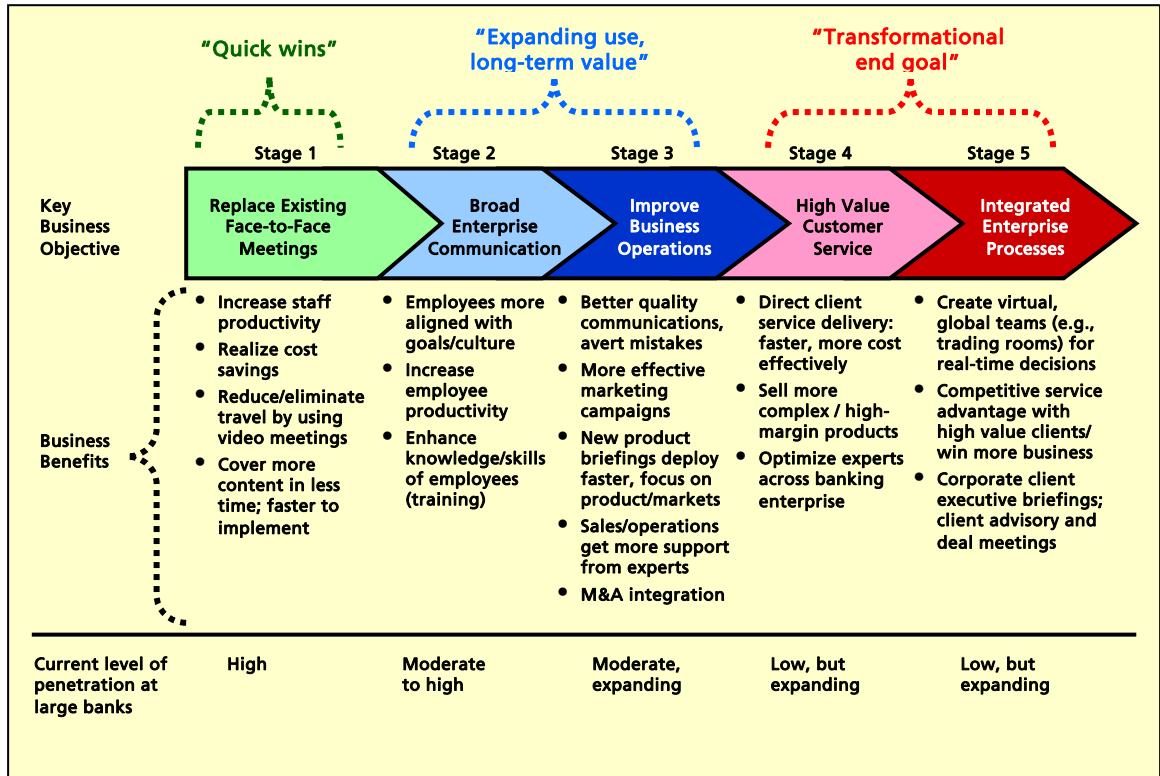 “Quick wins”
“Expanding use,
long-term value”
“Transformational
end goal”
Stage 1
Stage 2
Stage 3
Stage 4
Stage 5
Key
Business
Objective
Replace Existing
Face-to-Face
Meetings
Broad
Enterprise
Communication
Improve
Business
Operations
High Value
Customer
Service
Integrated
Enterprise
Processes
Business
Benefits
• Increase staff
productivity
• Realize cost
savings
• Reduce/eliminate
travel by using
video meetings
• Cover more
content in less
time; faster to
implement
• Employees more
aligned with
goals/culture
• Increase
employee
productivity
• Enhance
knowledge/skills
of employees
(training)
• Better quality
communications,
avert mistakes
• More effective
marketing
campaigns
• New product
briefings deploy
faster, focus on
product/markets
• Sales/operations
get more support
from experts
• M&A integration
• Direct client
service delivery:
faster, more cost
effectively
• Sell more
complex / high-
margin products
• Optimize experts
across banking
enterprise
• Create virtual,
global teams (e.g.,
trading rooms) for
real-time decisions
• Competitive service
advantage with
high value clients/
win more business
• Corporate client
executive briefings;
client advisory and
deal meetings
Current level of
penetration at
large banks
High
Moderate
to high
Moderate,
expanding
Low, but
expanding
Low, but
expanding